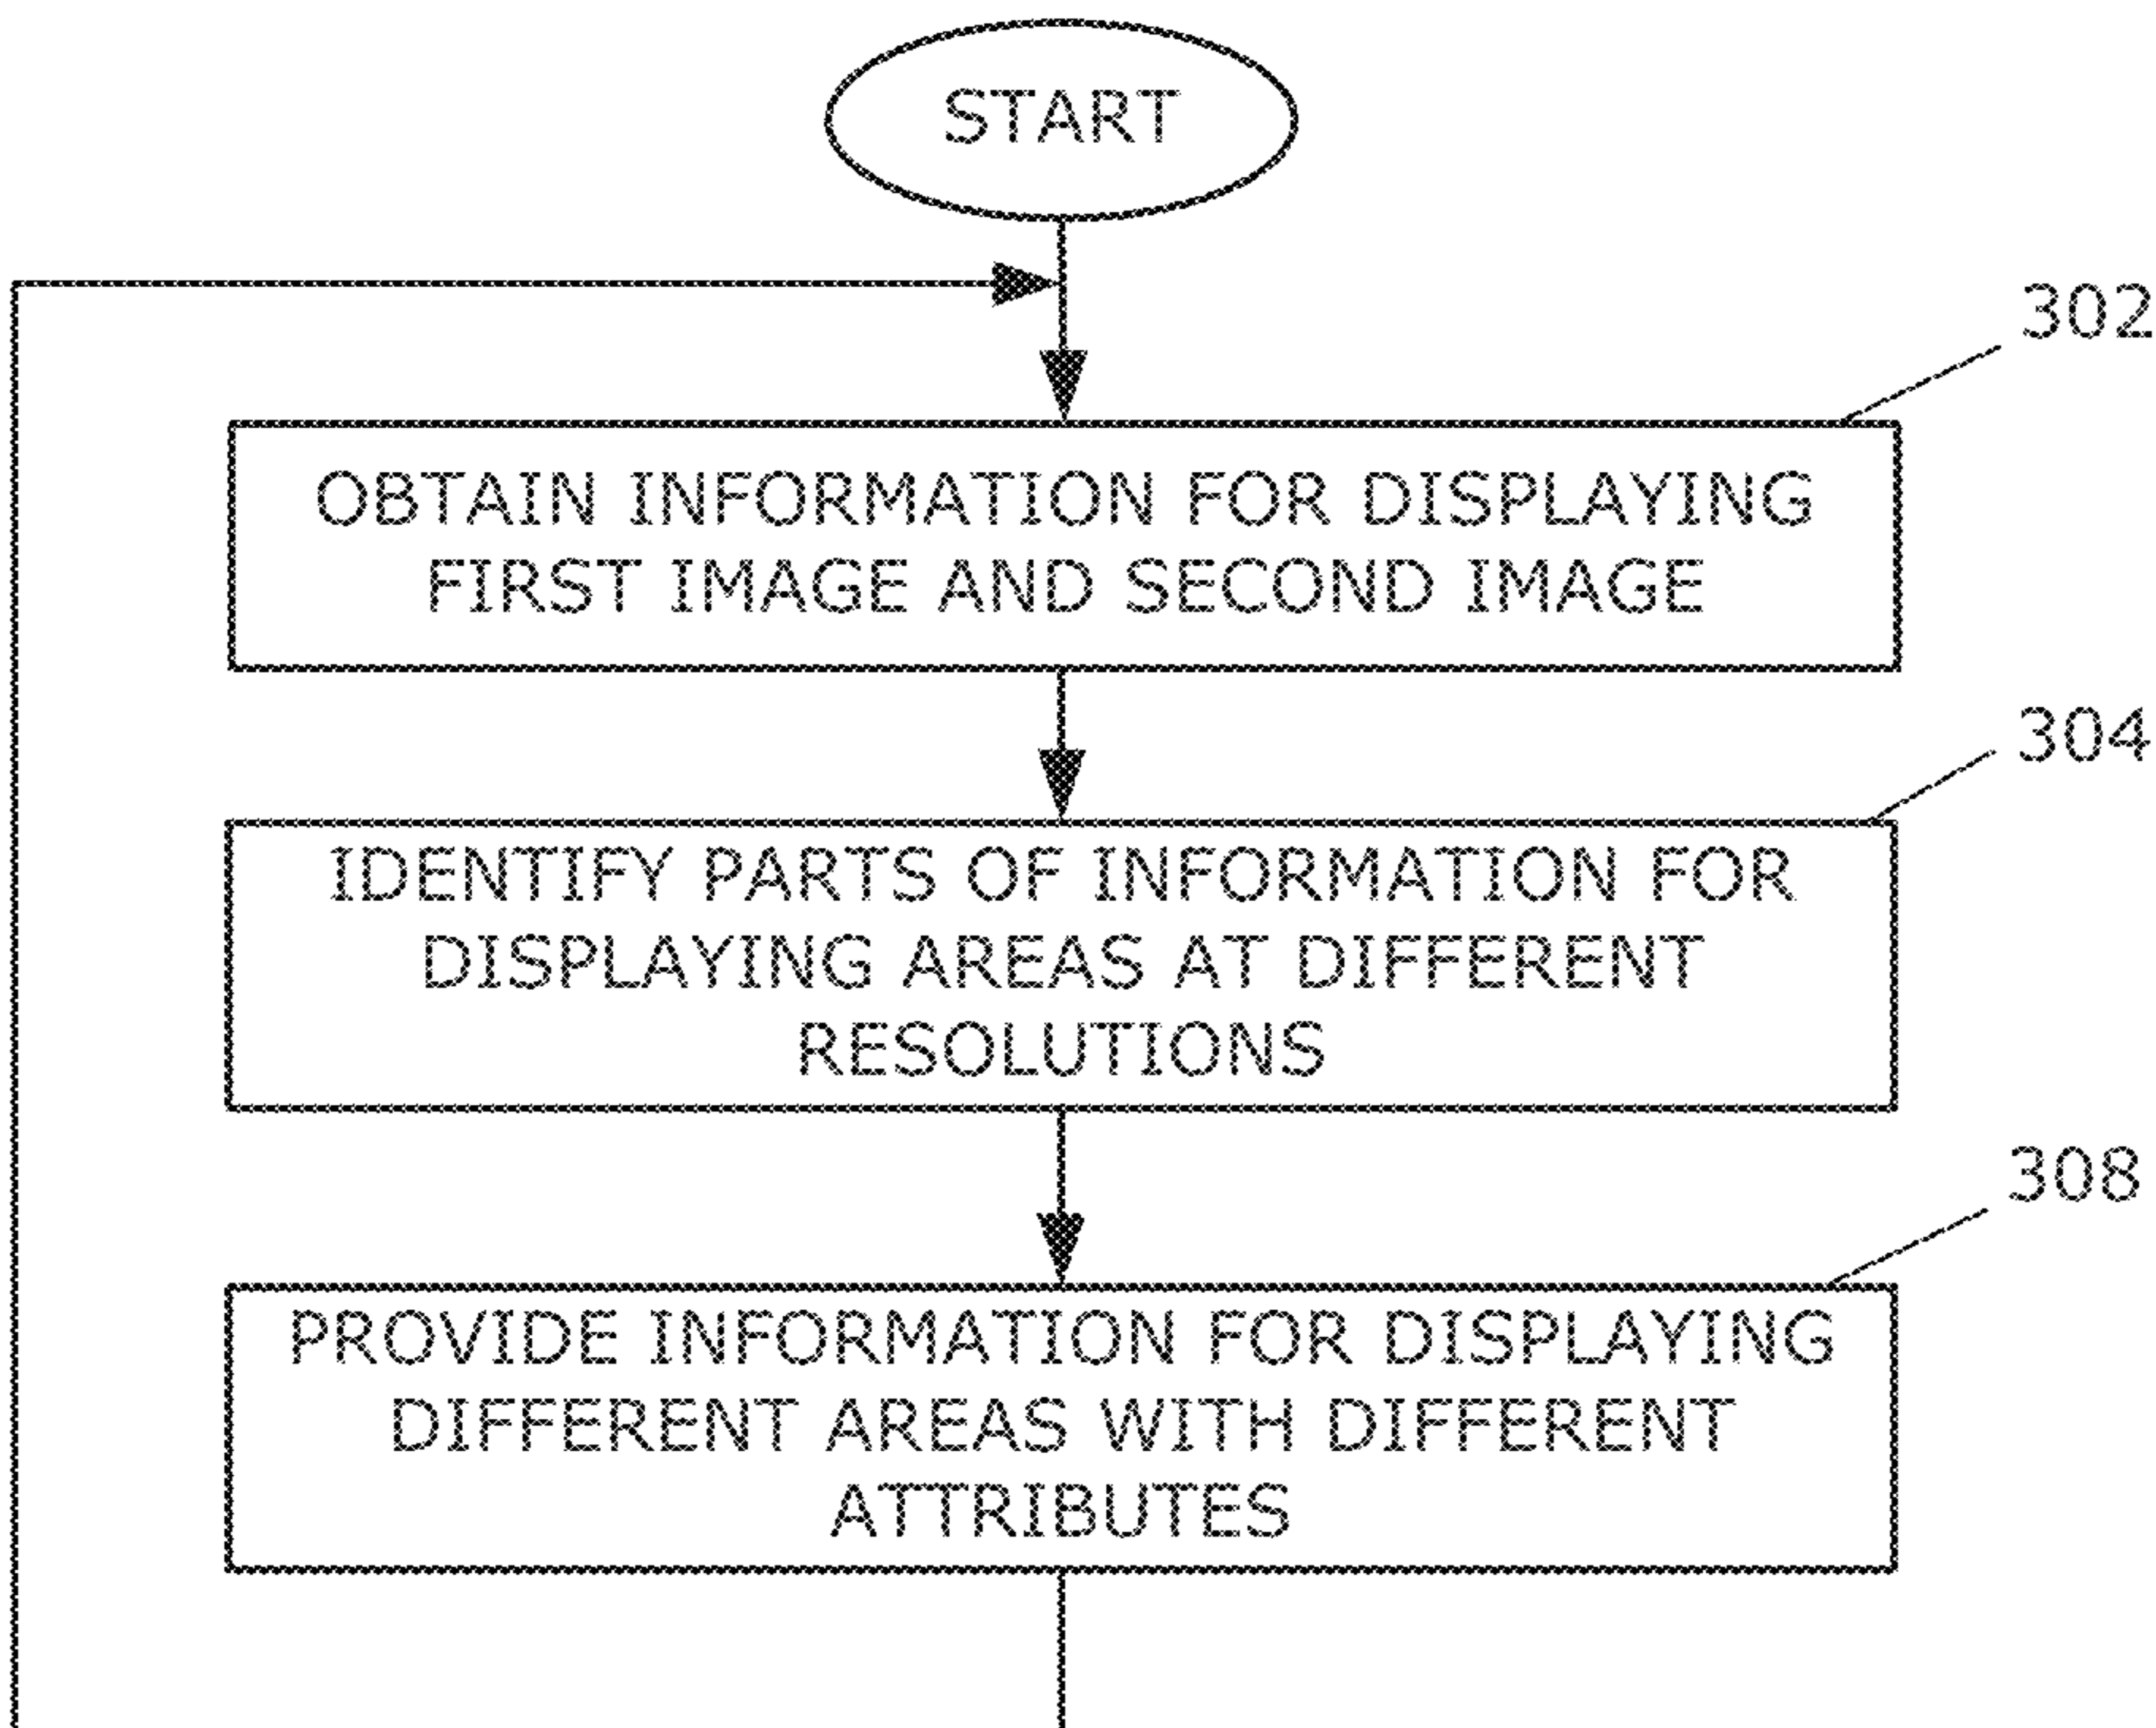 START
302
OBTAIN INFORMATION FOR DISPLAYING
FIRST IMAGE AND SECOND IMAGE
304
IDENTIFY PARTS OF INFORMATION FOR
DISPLAYING AREAS AT DIFFERENT
RESOLUTIONS
308
PROVIDE INFORMATION FOR DISPLAYING
DIFFERENT AREAS WITH DIFFERENT
ATTRIBUTES